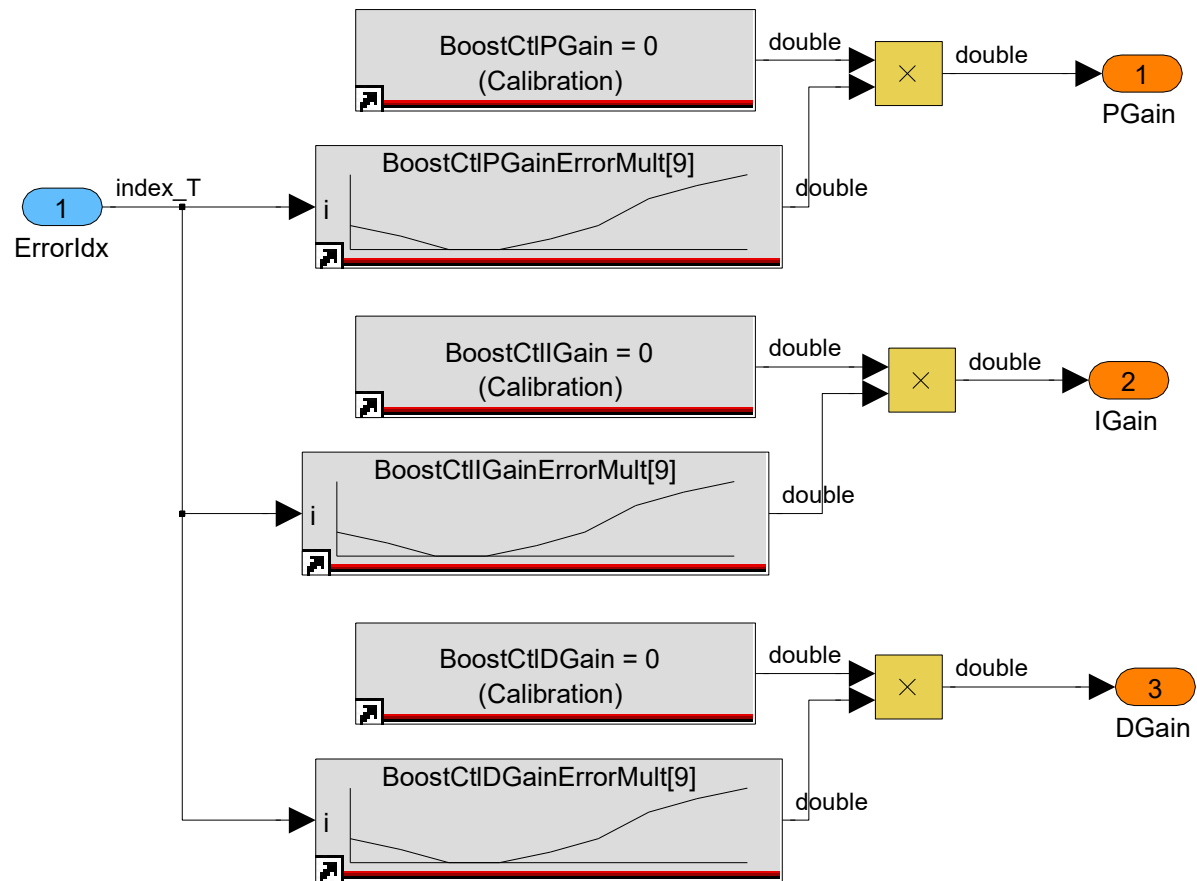 BoostCtlPGain = 0
(Calibration)
double
double
1
PGain
BoostCtlPGainErrorMult[9]
i
double
index_T
1
ErrorIdx
BoostCtlIGain = 0
(Calibration)
double
double
2
IGain
BoostCtlIGainErrorMult[9]
i
double
BoostCtlDGain = 0
(Calibration)
double
double
3
DGain
BoostCtlDGainErrorMult[9]
i
double